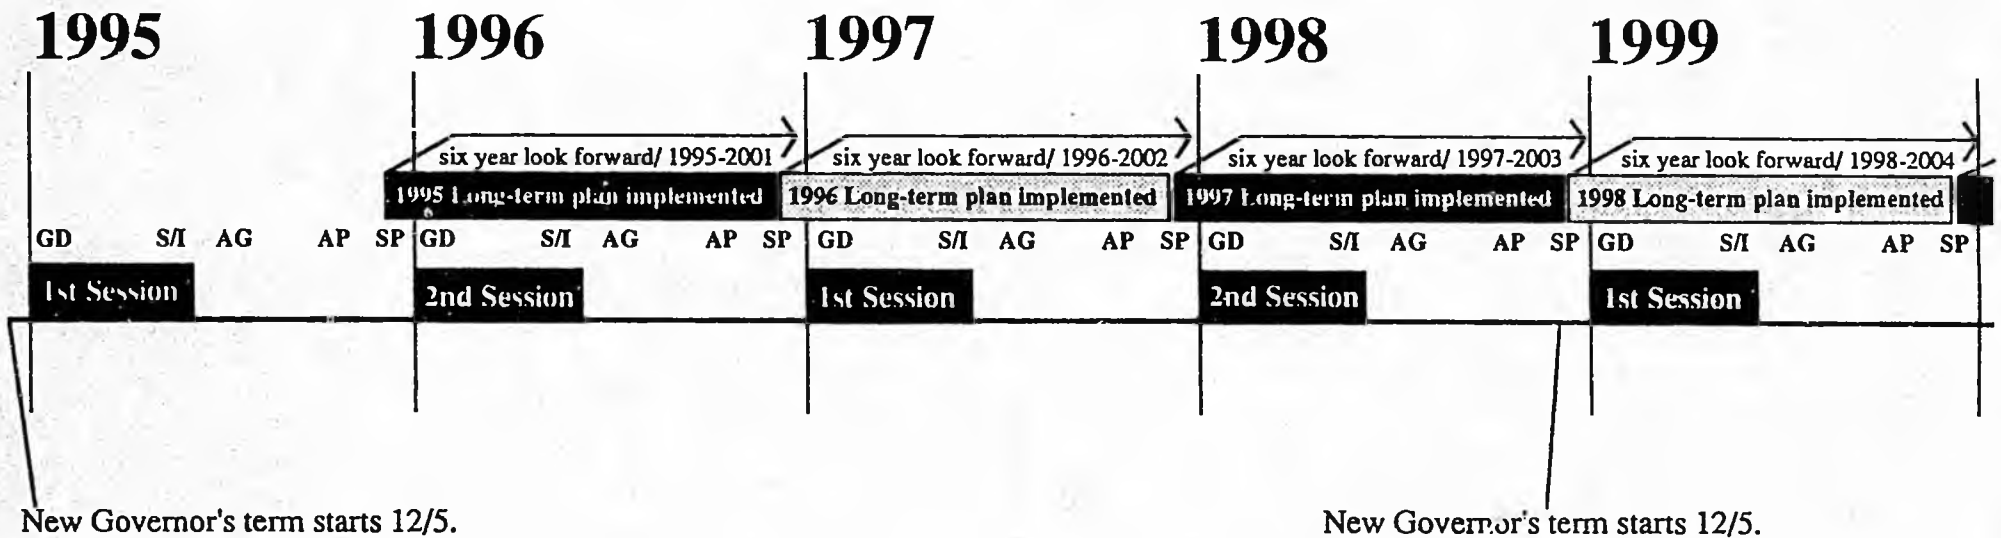 1995 1996 1997 1998 1999
six year look forward/ 1995-2001 six year look forward/ 1996-2002 six year look forward/ 1997-2003 six year look forward/ 1998-2004
1995 Long-term plan implemented 1996 Long-term plan implemented 1997 Long-term plan implemented 1998 Long-term plan implemented
GD S/I AG AP SP GD S/I AG AP SP GD S/I AG AP SP GD S/I AG AP SP GD S/I AG AP SP
1st Session 2nd Session 1st Session 2nd Session 1st Session
New Governor's term starts 12/5. New Governor's term starts 12/5.